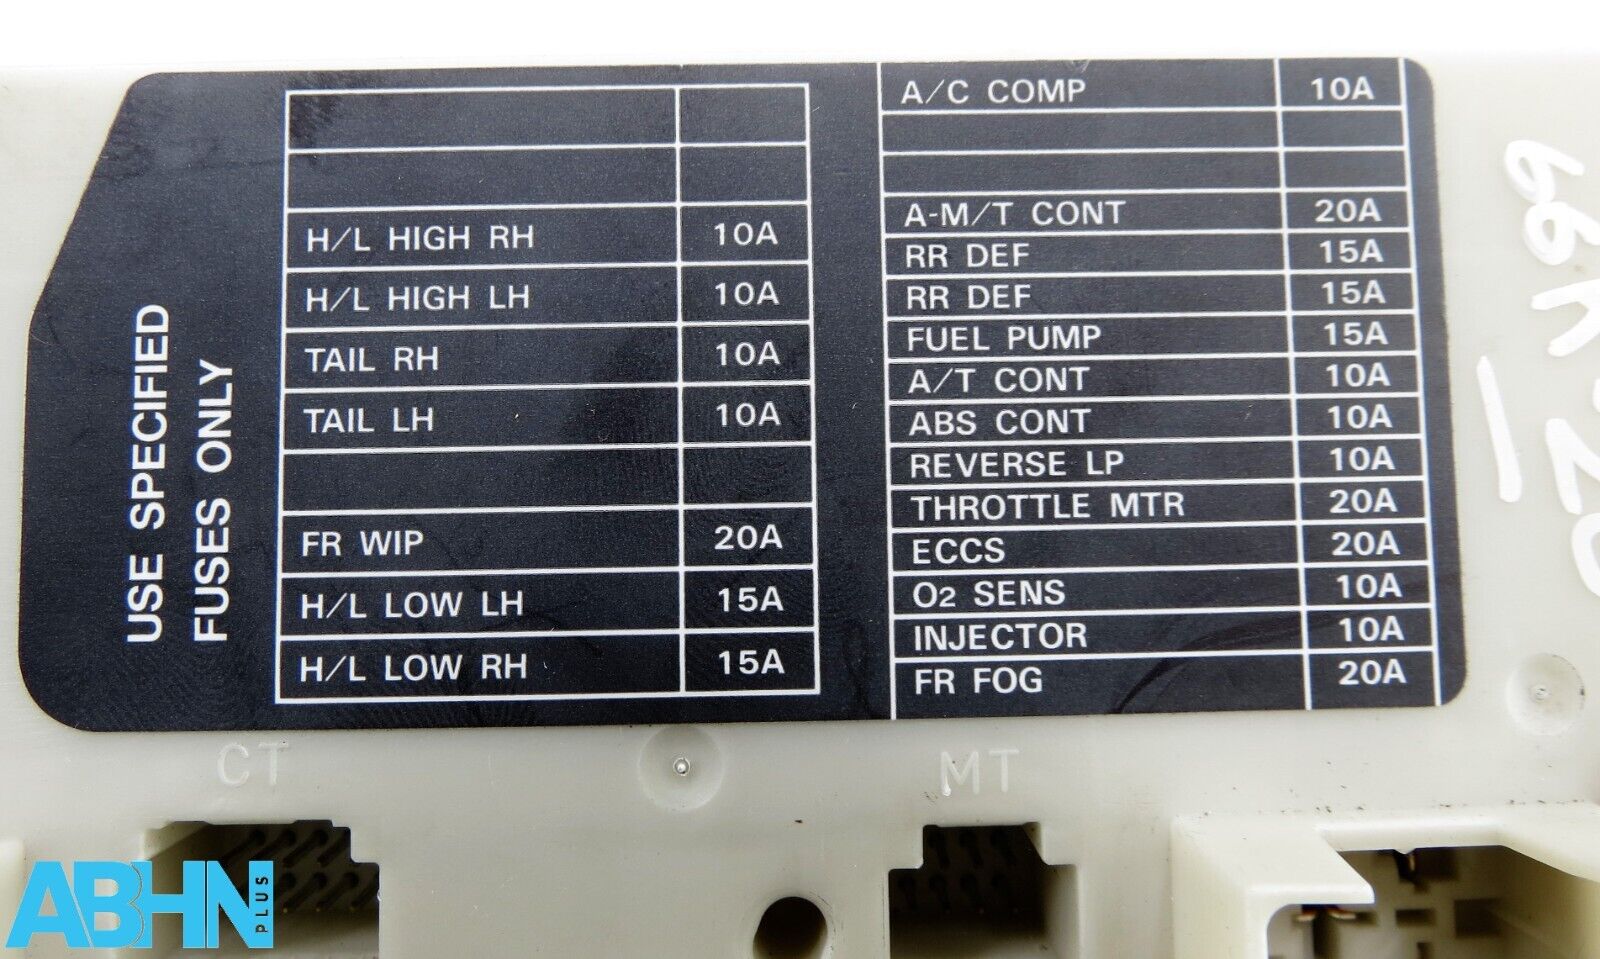 USE SPECIFIED
FUSES ONLY
H/L HIGH RH 10A
H/L HIGH LH 10A
TAIL RH 10A
TAIL LH 10A
FR WIP 20A
H/L LOW LH 15A
H/L LOW RH 15A
A/C COMP 10A
A-M/T CONT 20A
RR DEF 15A
RR DEF 15A
FUEL PUMP 15A
A/T CONT 10A
ABS CONT 10A
REVERSE LP 10A
THROTTLE MTR 20A
ECCS 20A
O2 SENS 10A
INJECTOR 10A
FR FOG 20A
CT
MT
ABHN
PLUS